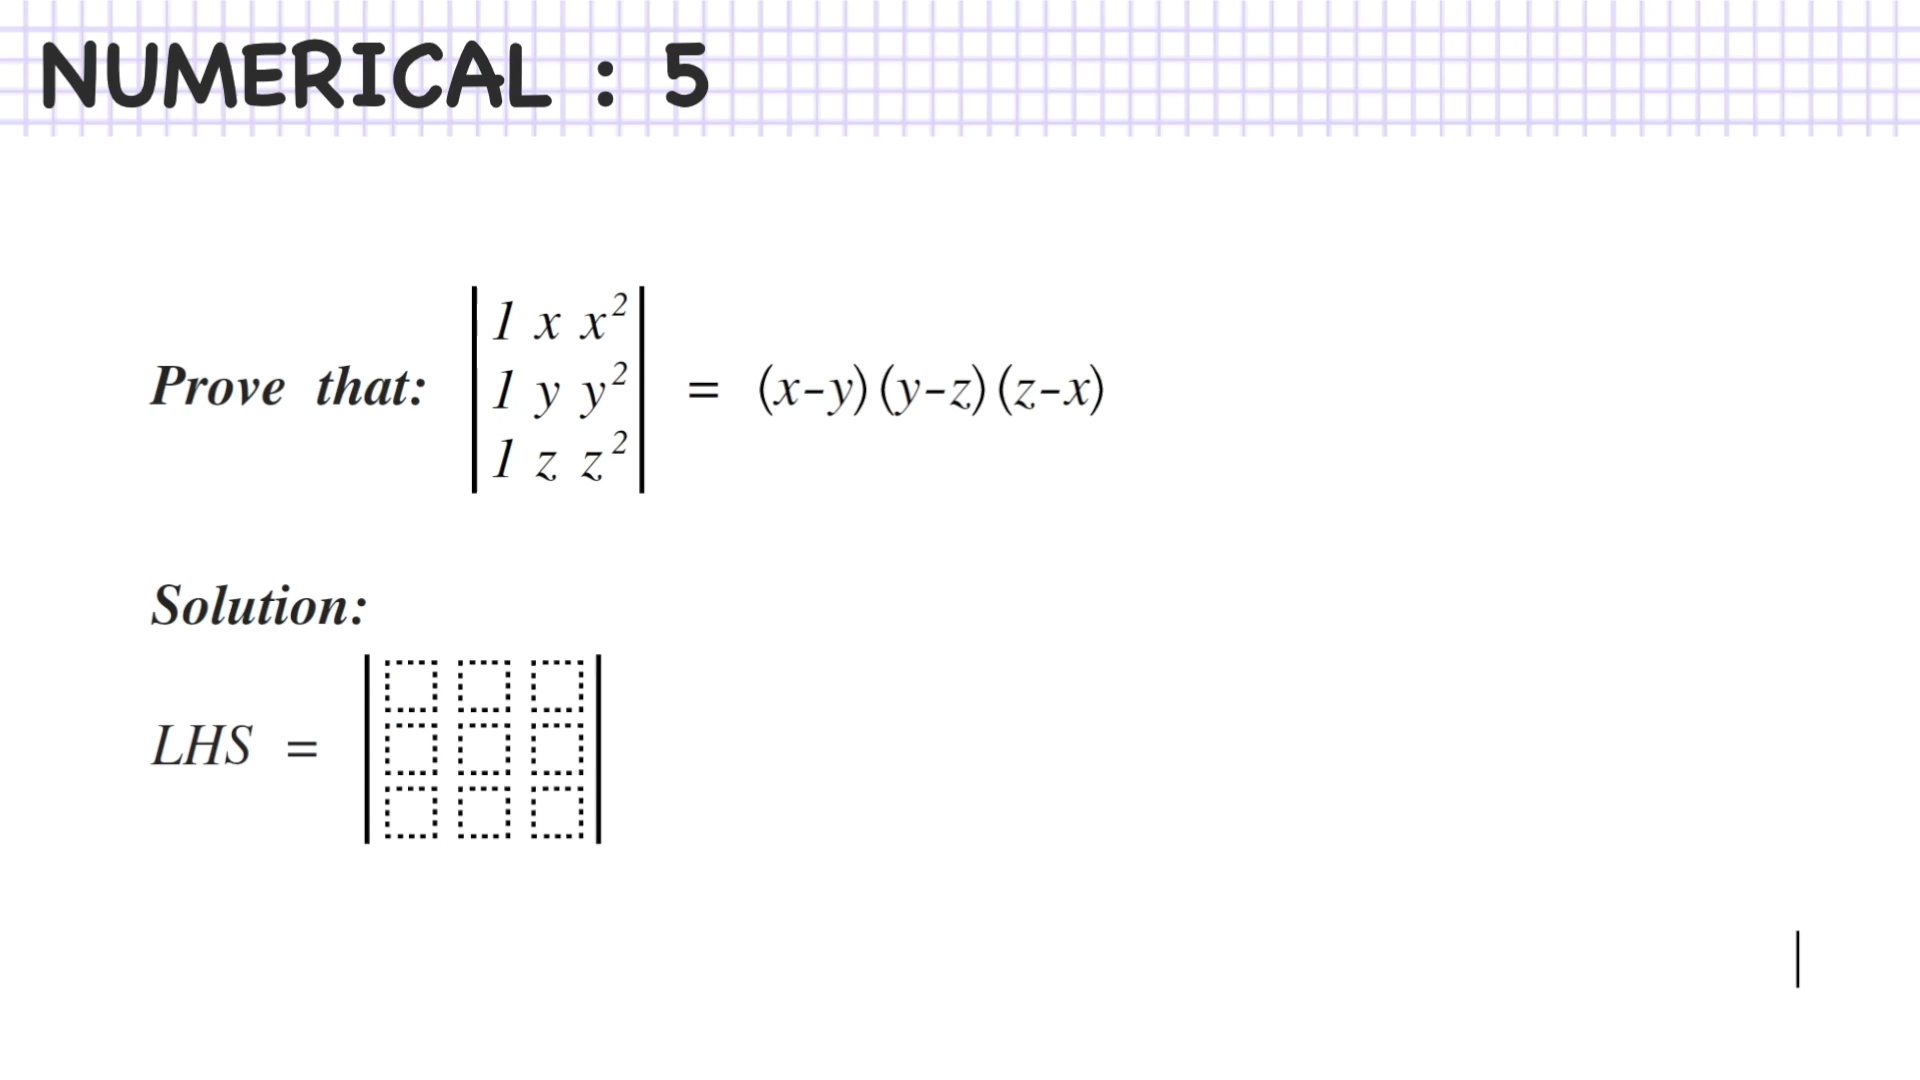 NUMERICAL : 5
1 x x²
Prove that: 1 y y² = (x-y)(y-z)(z-x)
1 z z²
Solution:
LHS =